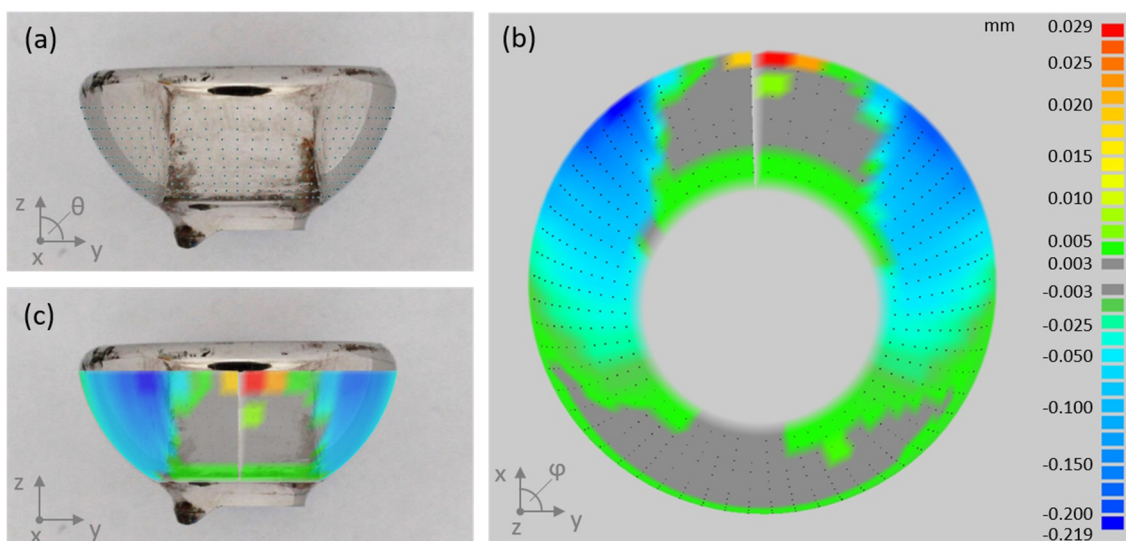 (a)
z
θ
x
y
(c)
z
x
y
(b)
x
φ
z
y
mm
0.029
0.025
0.020
0.015
0.010
0.005
0.003
-0.003
-0.025
-0.050
-0.100
-0.150
-0.200
-0.219